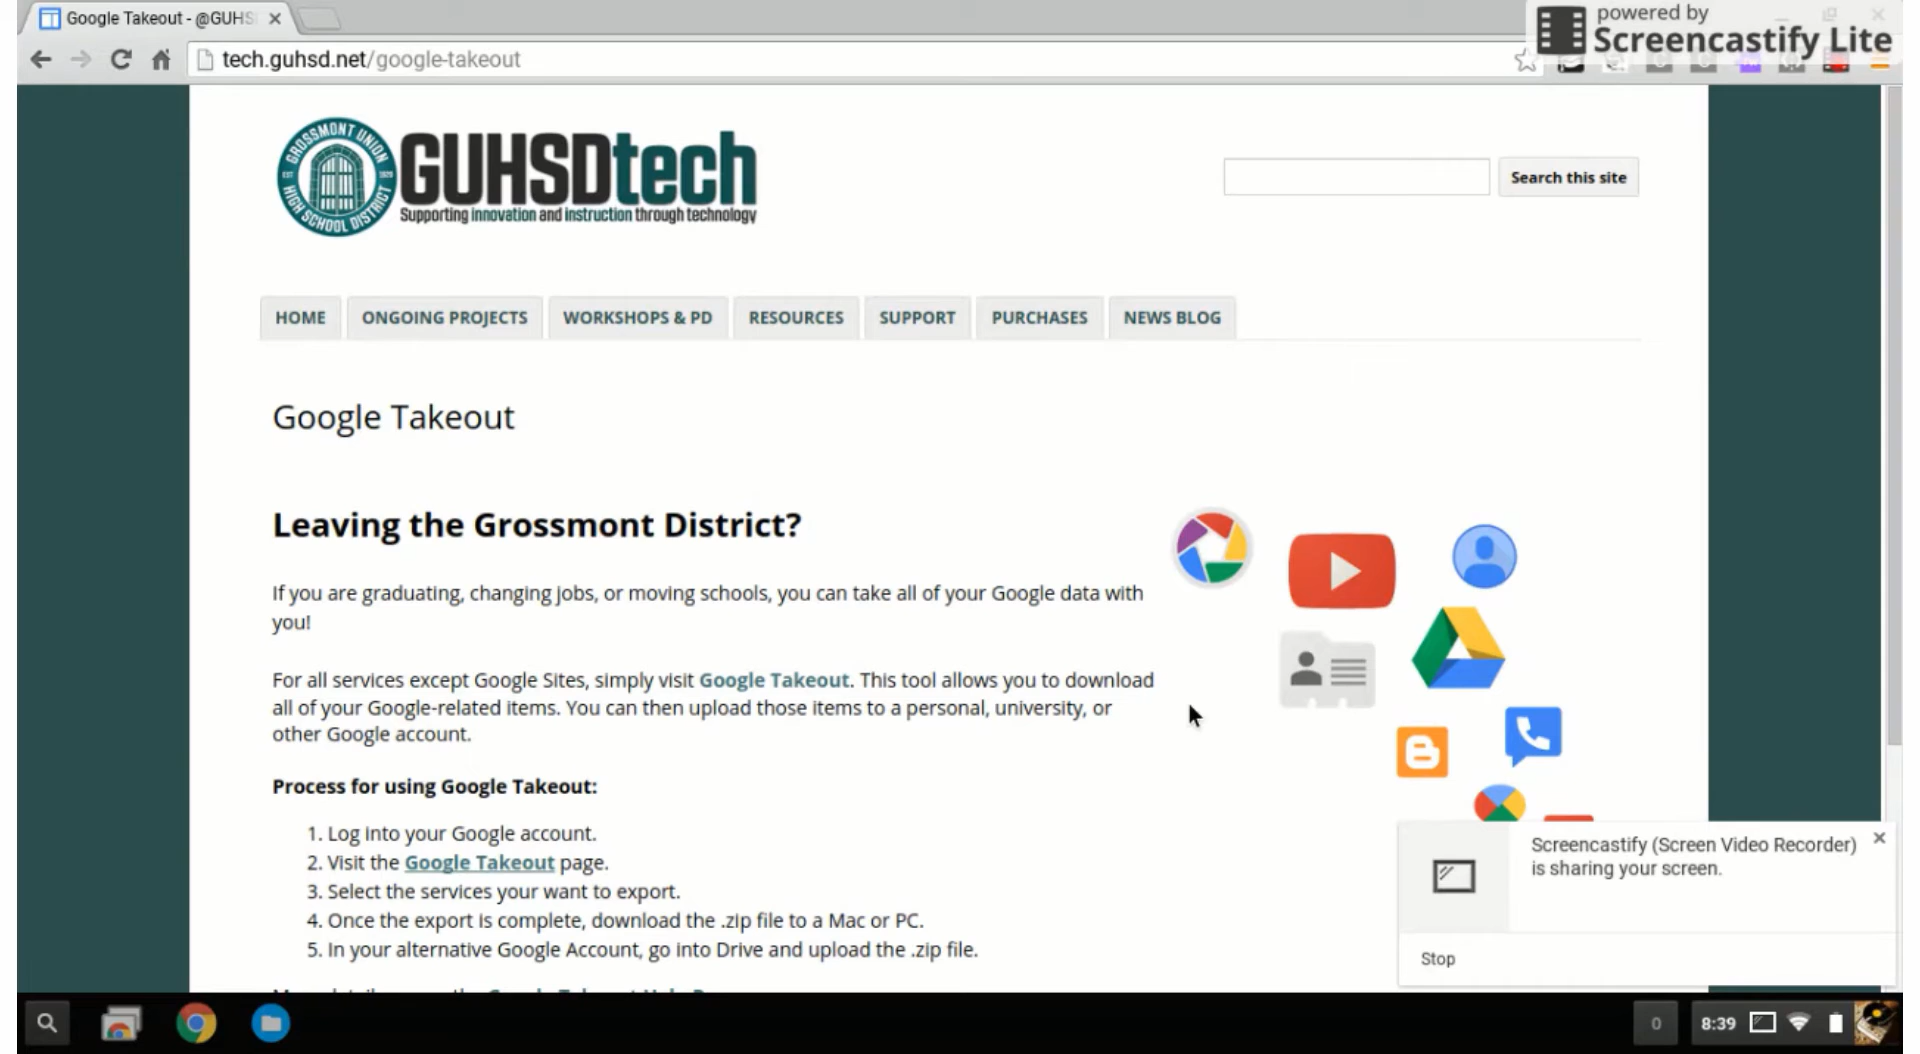 Google Takeout - @GUHS
powered by
Screencastify Lite
tech.guhsd.net/google-takeout
GROSSMONT UNION
EST
1920
HIGH SCHOOL DISTRICT
GUHSDtech
Supporting innovation and instruction through technology
Search this site
HOME
ONGOING PROJECTS
WORKSHOPS & PD
RESOURCES
SUPPORT
PURCHASES
NEWS BLOG
Google Takeout
Leaving the Grossmont District?
If you are graduating, changing jobs, or moving schools, you can take all of your Google data with
you!
For all services except Google Sites, simply visit Google Takeout. This tool allows you to download
all of your Google-related items. You can then upload those items to a personal, university, or
other Google account.
Process for using Google Takeout:
1. Log into your Google account.
2. Visit the Google Takeout page.
3. Select the services your want to export.
4. Once the export is complete, download the .zip file to a Mac or PC.
5. In your alternative Google Account, go into Drive and upload the .zip file.
Screencastify (Screen Video Recorder)
is sharing your screen.
Stop
0
8:39